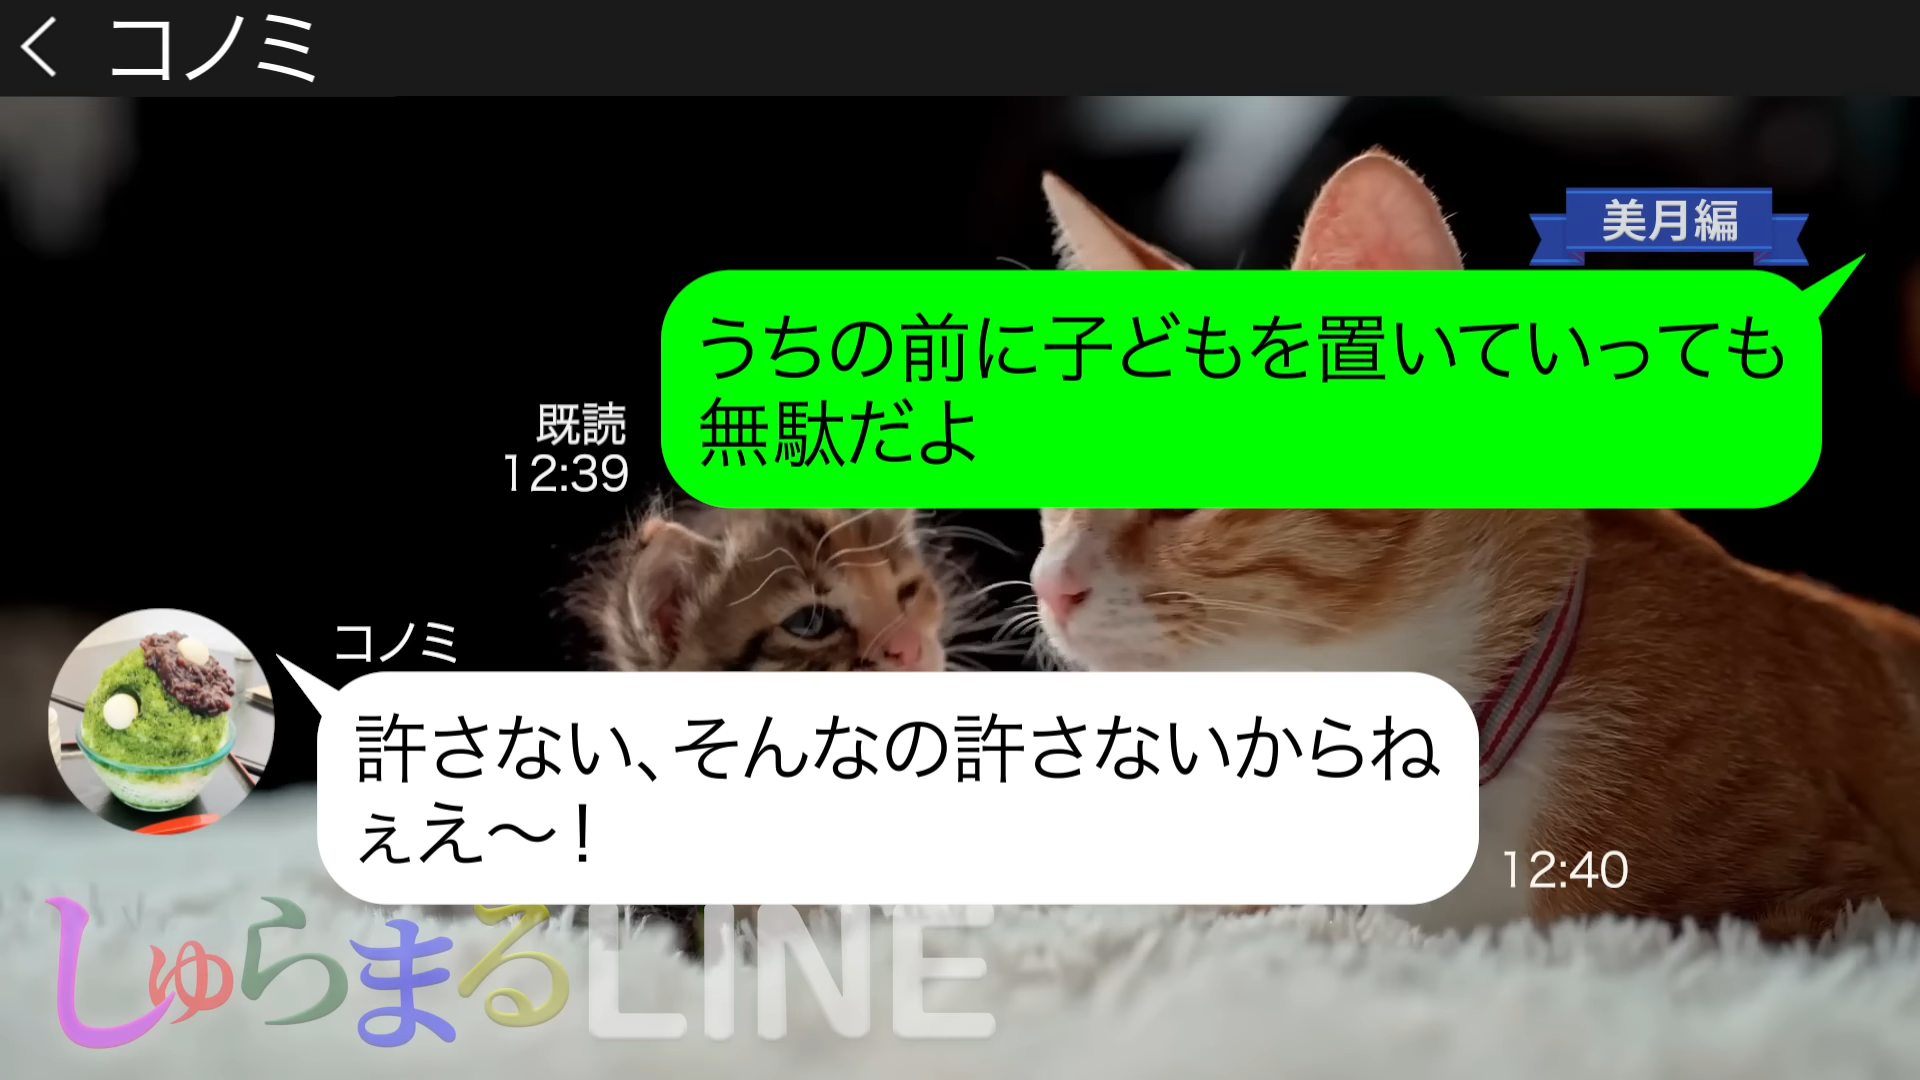 コノミ
美月編
うちの前に子どもを置いていっても
無駄だよ
既読
12:39
コノミ
許さない、そんなの許さないからね
ぇえ〜！
12:40
しゅらまるLINE